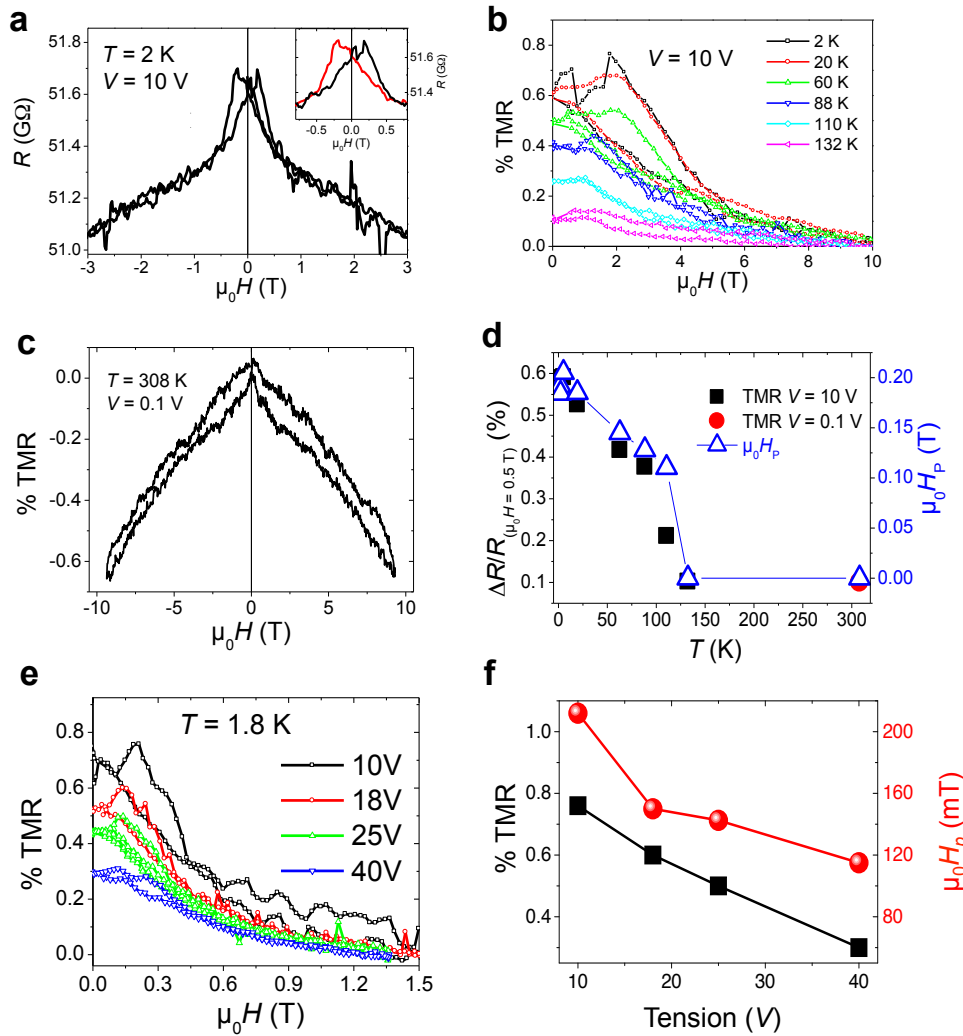 a
T = 2 K
V = 10 V
51.8
51.6
51.4
51.2
51.0
R (GΩ)
-3 -2 -1 0 1 2 3
µ₀H (T)
51.6
51.4
R (GΩ)
-0.5 0.0 0.5
µ₀H (T)
b
V = 10 V
2 K
20 K
60 K
88 K
110 K
132 K
0.8
0.6
0.4
0.2
0.0
% TMR
0 2 4 6 8 10
µ₀H (T)
c
T = 308 K
V = 0.1 V
0.0
-0.2
-0.4
-0.6
% TMR
-10 -5 0 5 10
µ₀H (T)
d
TMR V = 10 V
TMR V = 0.1 V
µ₀H_P
0.6
0.5
0.4
0.3
0.2
0.1
ΔR/R (µ₀H = 0.5 T) (%)
0.20
0.15
0.10
0.05
0.00
µ₀H_P (T)
0 50 100 150 200 250 300
T (K)
e
T = 1.8 K
10V
18V
25V
40V
0.8
0.6
0.4
0.2
0.0
% TMR
0.0 0.3 0.6 0.9 1.2 1.5
µ₀H (T)
f
1.0
0.8
0.6
0.4
% TMR
200
160
120
80
µ₀H_p (mT)
10 20 30 40
Tension (V)